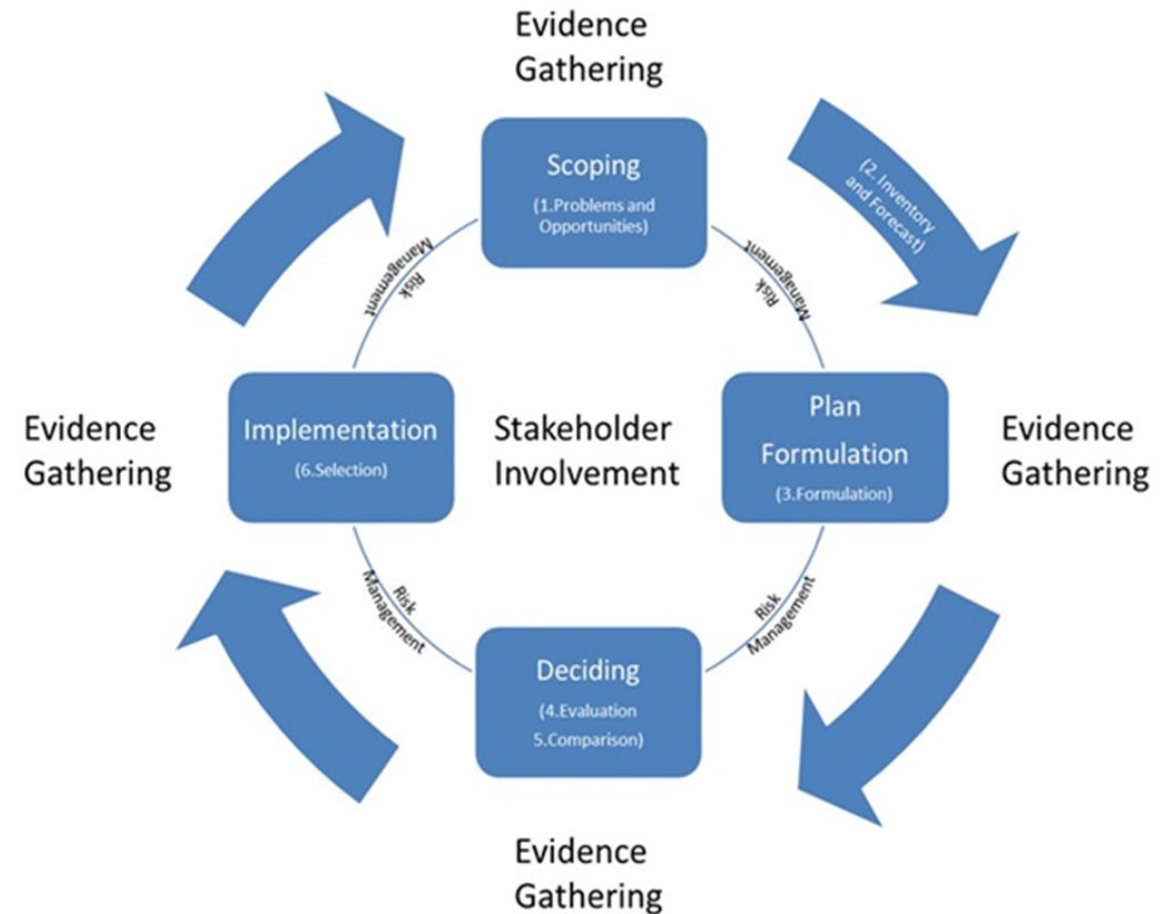 Evidence
Gathering
Scoping
(1.Problems and
Opportunities)
(2. Inventory
and Forecast)
Risk
Management
Risk
Management
Evidence
Gathering
Implementation
(6.Selection)
Stakeholder
Involvement
Plan
Formulation
(3.Formulation)
Evidence
Gathering
Risk
Management
Risk
Management
Deciding
(4.Evaluation
5.Comparison)
Evidence
Gathering